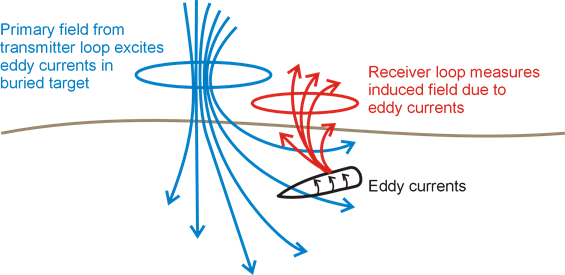 Primary field from
transmitter loop excites
eddy currents in
buried target
Receiver loop measures
induced field due to
eddy currents
Eddy currents